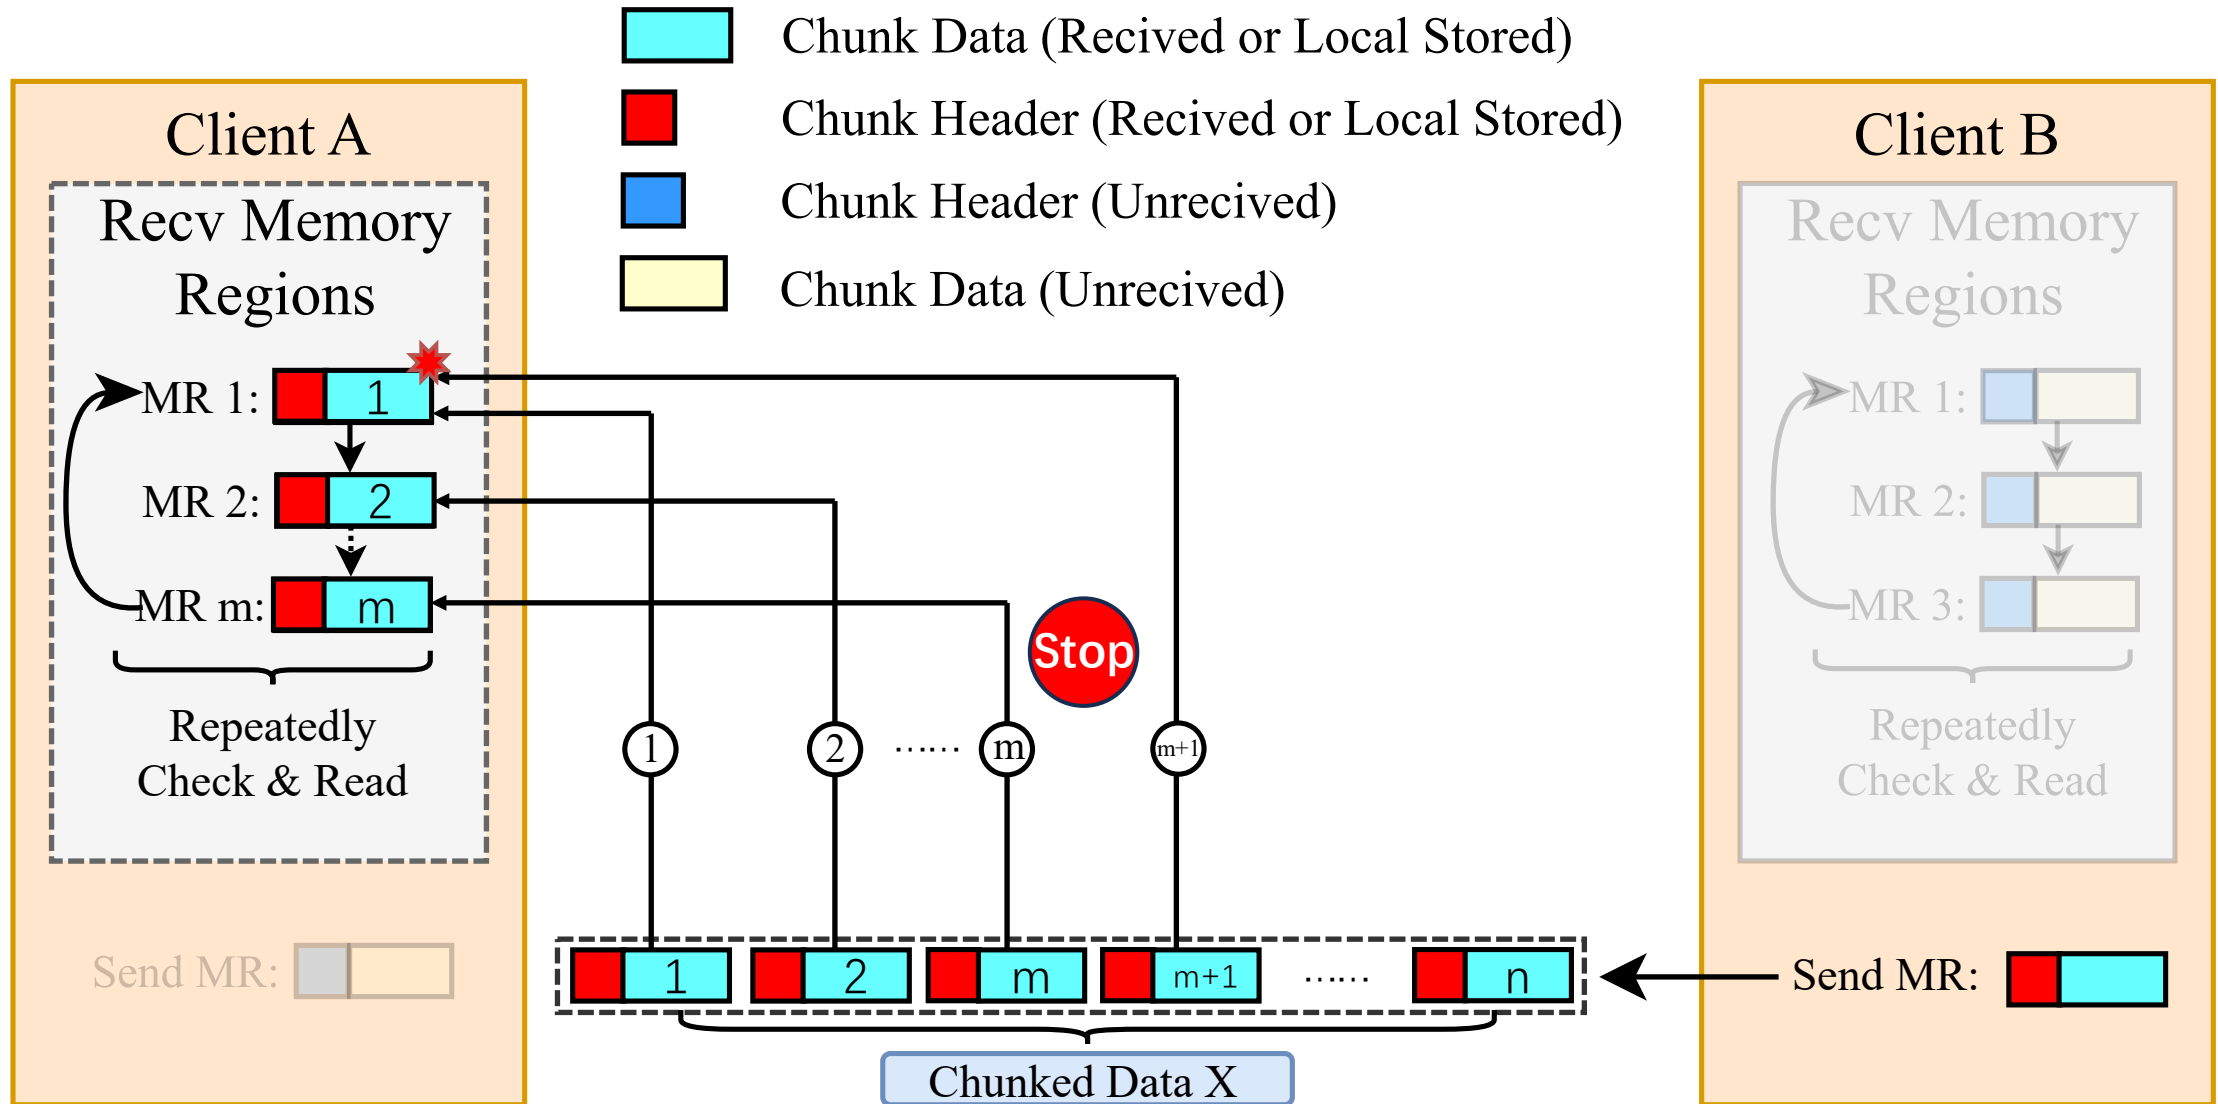 Chunk Data (Recived or Local Stored)
Chunk Header (Recived or Local Stored)
Chunk Header (Unrecived)
Chunk Data (Unrecived)
Client A
Recv Memory
Regions
MR 1:
1
MR 2:
2
MR m:
m
Repeatedly
Check & Read
Send MR:
Stop
1
2
……
m
m+1
1
2
m
m+1
……
n
Chunked Data X
Client B
Recv Memory
Regions
MR 1:
MR 2:
MR 3:
Repeatedly
Check & Read
Send MR: